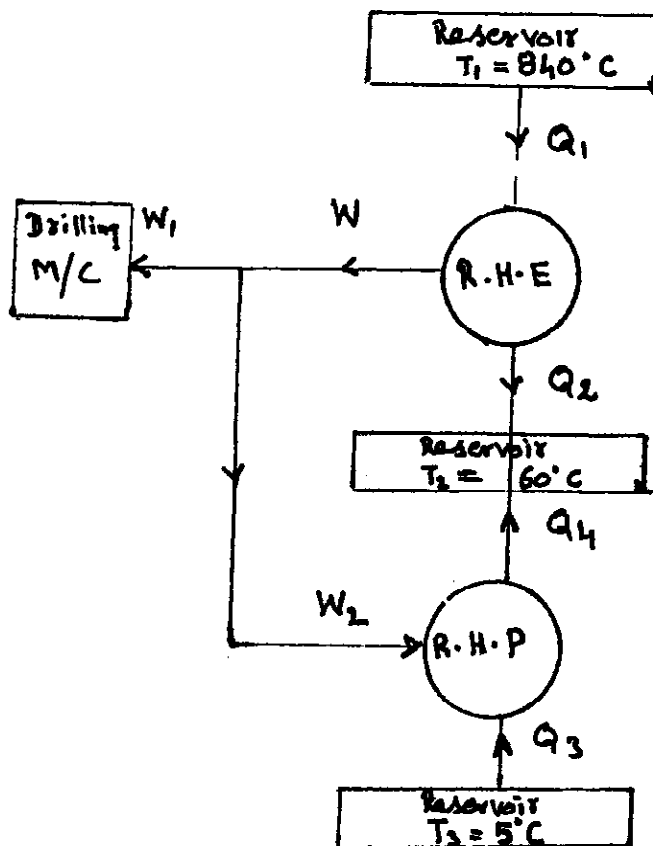 Reservoir
T₁ = 840°C
Q₁
Drilling
M/C
W₁
W
R.H.E
Q₂
Reservoir
T₂ = 60°C
Q₄
W₂
R.H.P
Q₃
Reservoir
T₃ = 5°C